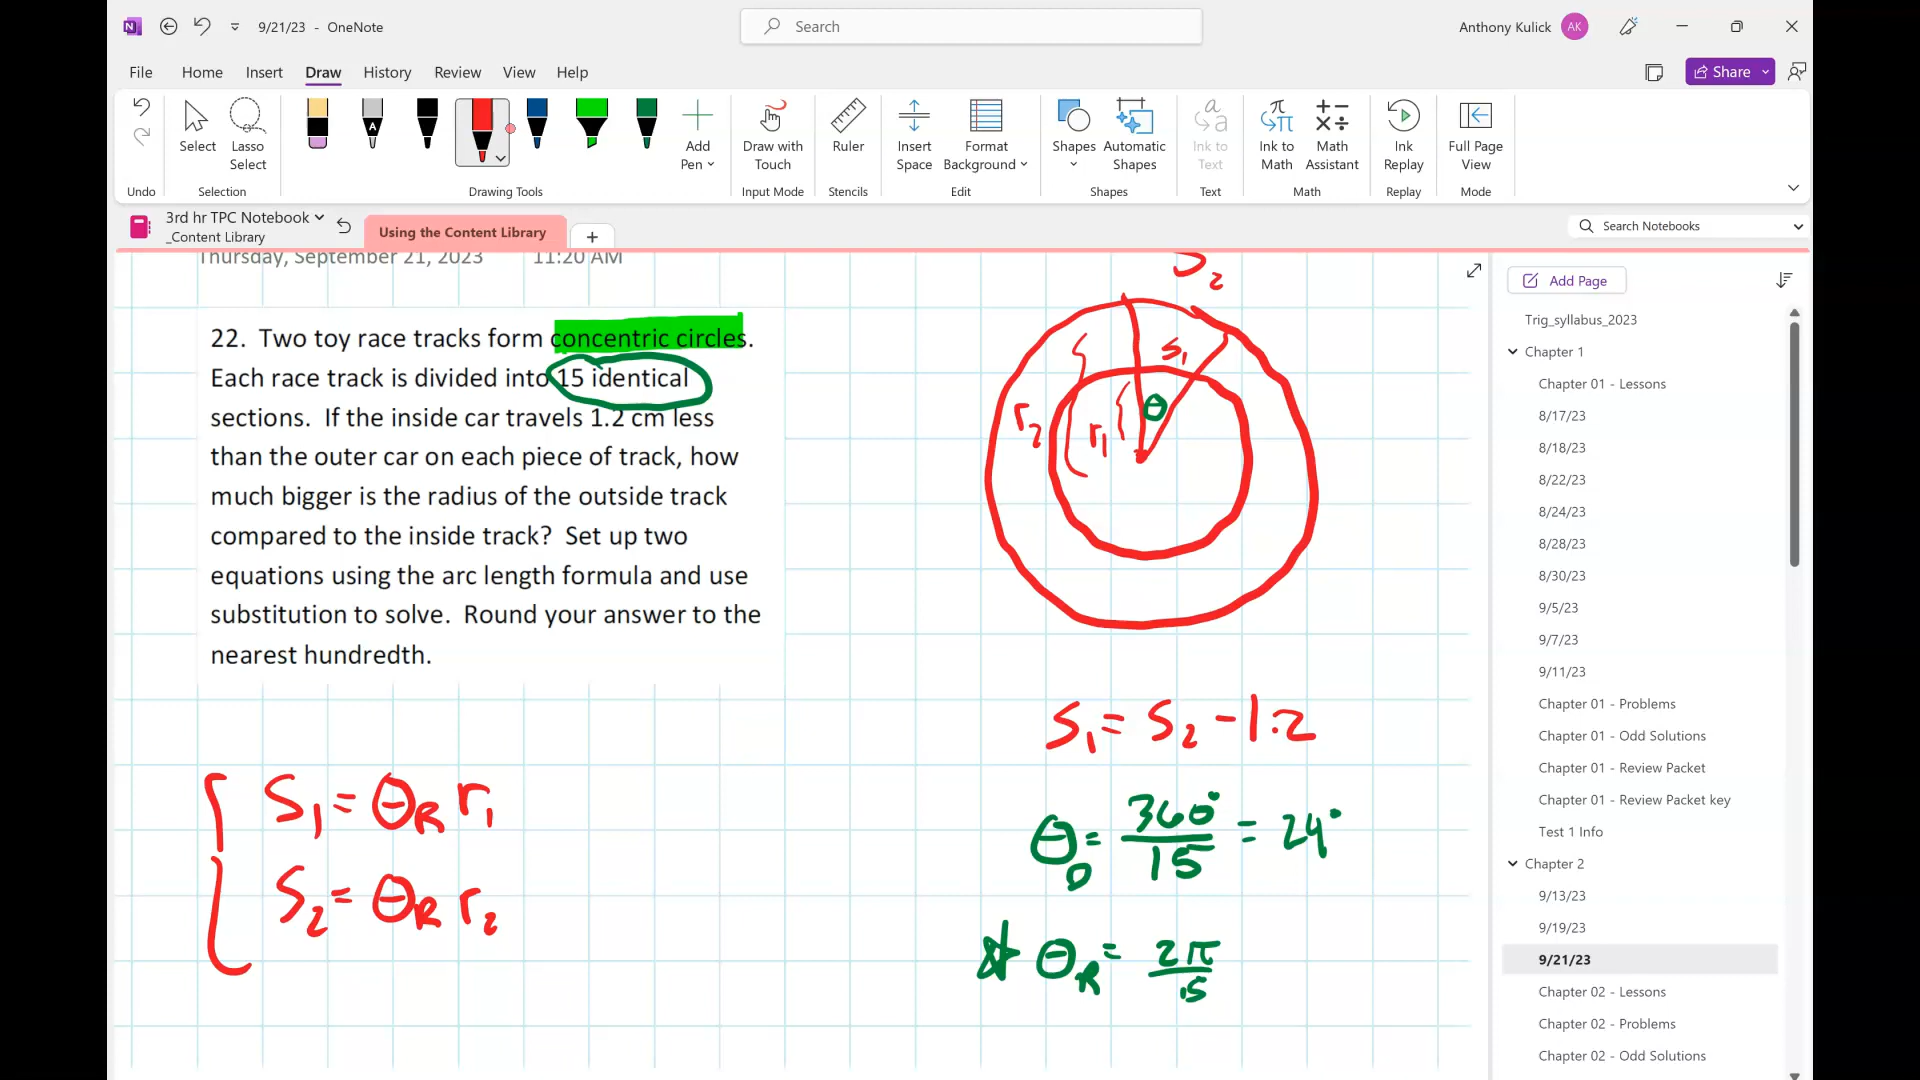 9/21/23 - OneNote
Search
Anthony Kulick
AK
File Home Insert Draw History Review View Help
Share
Undo
Select
Lasso Select
Selection
A
Add Pen
Drawing Tools
Draw with Touch
Input Mode
Ruler
Stencils
Insert Space
Format Background
Edit
Shapes
Automatic Shapes
Shapes
Ink to Text
Text
Ink to Math
Math Assistant
Math
Ink Replay
Replay
Full Page View
Mode
3rd hr TPC Notebook
_Content Library
Using the Content Library
Search Notebooks
Thursday, September 21, 2023 11:20 AM
22. Two toy race tracks form concentric circles.
Each race track is divided into 15 identical
sections. If the inside car travels 1.2 cm less
than the outer car on each piece of track, how
much bigger is the radius of the outside track
compared to the inside track? Set up two
equations using the arc length formula and use
substitution to solve. Round your answer to the
nearest hundredth.
S₂
S₁
θ
r₂
r₁
S₁ = S₂ - 1.2
S₁ = θ_R r₁
S₂ = θ_R r₂
θ_D = 360°/15 = 24°
θ_R = 2π/15
Add Page
Trig_syllabus_2023
Chapter 1
Chapter 01 - Lessons
8/17/23
8/18/23
8/22/23
8/24/23
8/28/23
8/30/23
9/5/23
9/7/23
9/11/23
Chapter 01 - Problems
Chapter 01 - Odd Solutions
Chapter 01 - Review Packet
Chapter 01 - Review Packet key
Test 1 Info
Chapter 2
9/13/23
9/19/23
9/21/23
Chapter 02 - Lessons
Chapter 02 - Problems
Chapter 02 - Odd Solutions